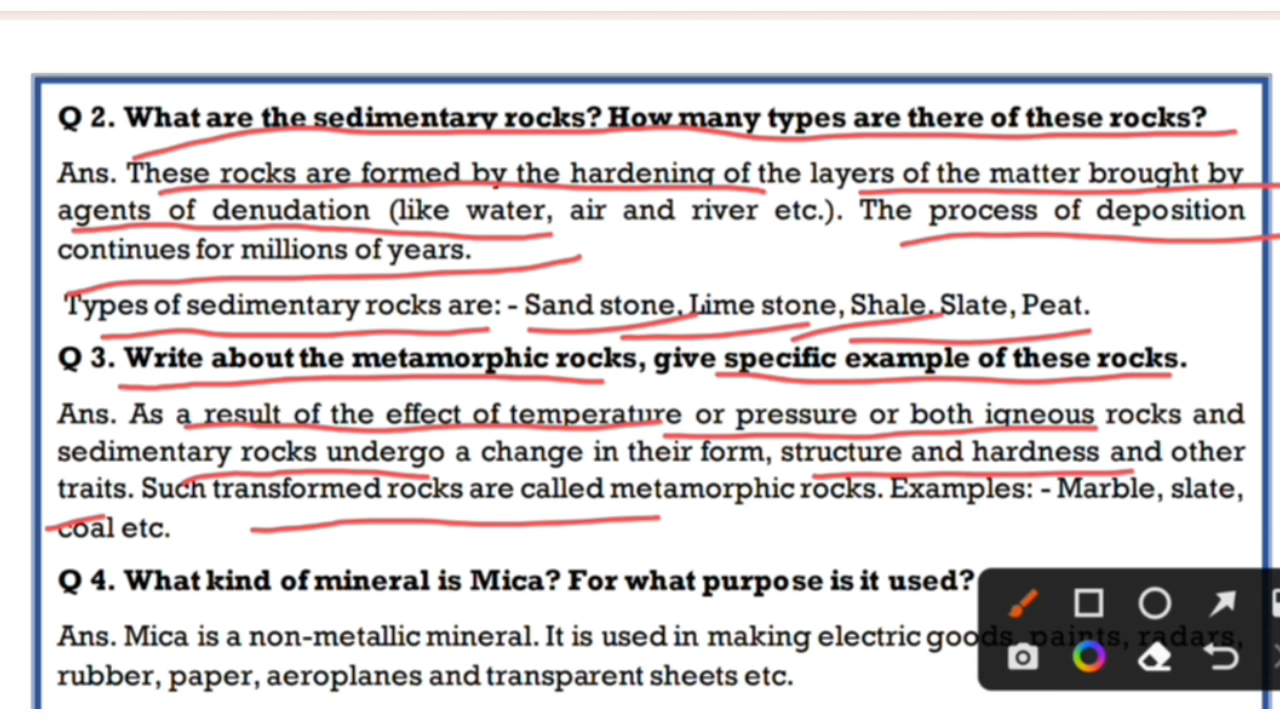 Q 2. What are the sedimentary rocks? How many types are there of these rocks?
Ans. These rocks are formed by the hardening of the layers of the matter brought by
agents of denudation (like water, air and river etc.). The process of deposition
continues for millions of years.
Types of sedimentary rocks are: - Sand stone, Lime stone, Shale, Slate, Peat.
Q 3. Write about the metamorphic rocks, give specific example of these rocks.
Ans. As a result of the effect of temperature or pressure or both igneous rocks and
sedimentary rocks undergo a change in their form, structure and hardness and other
traits. Such transformed rocks are called metamorphic rocks. Examples: - Marble, slate,
coal etc.
Q 4. What kind of mineral is Mica? For what purpose is it used?
Ans. Mica is a non-metallic mineral. It is used in making electric goods, paints, radars,
rubber, paper, aeroplanes and transparent sheets etc.